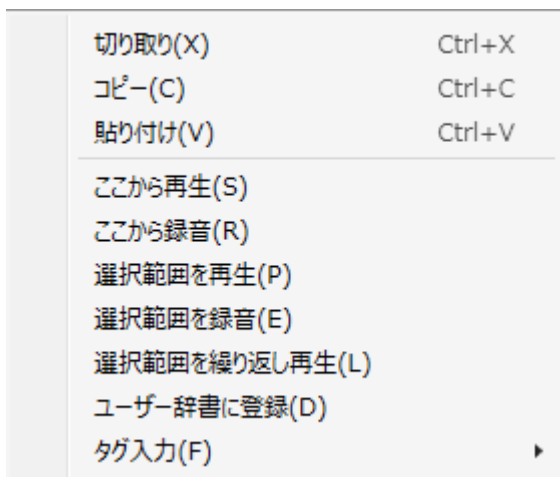 切り取り(X) Ctrl+X
コピー(C) Ctrl+C
貼り付け(V) Ctrl+V
ここから再生(S)
ここから録音(R)
選択範囲を再生(P)
選択範囲を録音(E)
選択範囲を繰り返し再生(L)
ユーザー辞書に登録(D)
タグ入力(F)